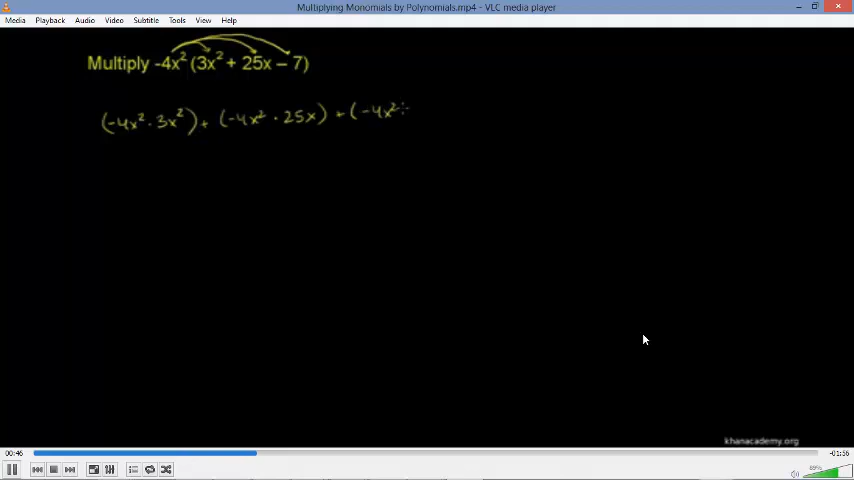 Multiplying Monomials by Polynomials.mp4 - VLC media player
Media Playback Audio Video Subtitle Tools View Help
Multiply -4x² (3x² + 25x – 7)
(-4x² · 3x²) + (-4x² · 25x) + (-4x² ·
khanacademy.org
00:46 -01:56
89%